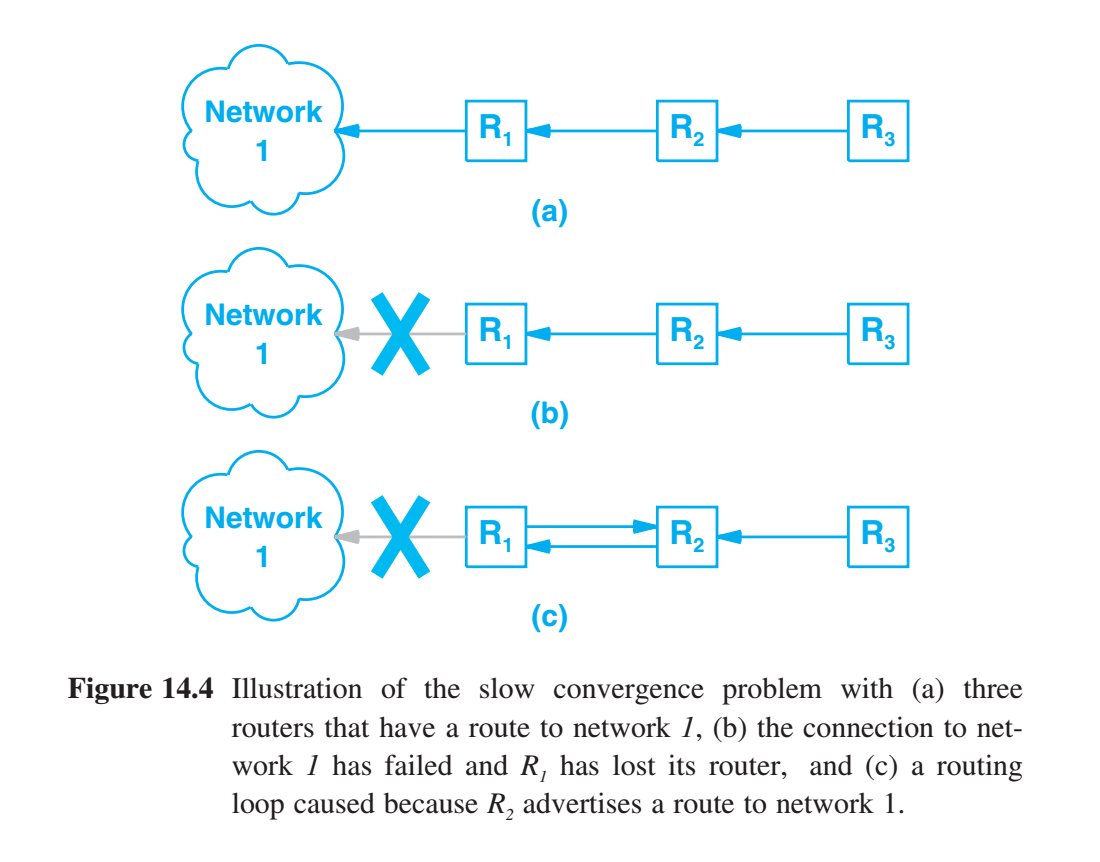 Network
1
R1
R2
R3
(a)
Network
1
R1
R2
R3
(b)
Network
1
R1
R2
R3
(c)
Figure 14.4 Illustration of the slow convergence problem with (a) three
routers that have a route to network 1, (b) the connection to net-
work 1 has failed and R1 has lost its router, and (c) a routing
loop caused because R2 advertises a route to network 1.